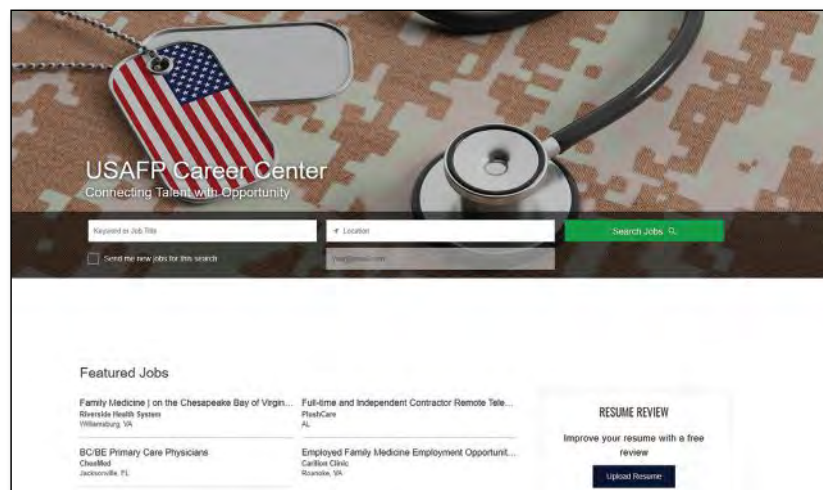 USAFP Career Center
Connecting Talent with Opportunity
Keyword or Job Title
Location
Search Jobs
Send me new jobs for this search
Your@email.com
Featured Jobs
Family Medicine | on the Chesapeake Bay of Virgin...
Riverside Health System
Williamsburg, VA
Full-time and Independent Contractor Remote Tele...
PlushCare
AL
BC/BE Primary Care Physicians
ChenMed
Jacksonville, FL
Employed Family Medicine Employment Opportunit...
Carilion Clinic
Roanoke, VA
RESUME REVIEW
Improve your resume with a free
review
Upload Resume